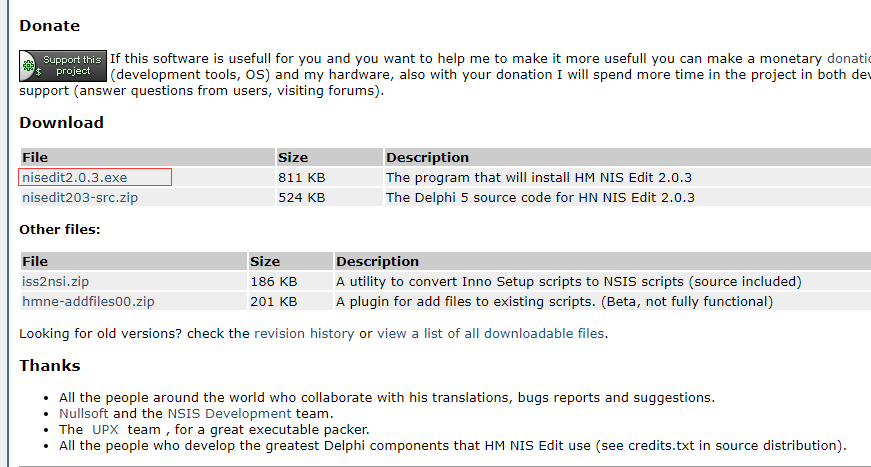 Donate
Support this project
$
If this software is usefull for you and you want to help me to make it more usefull you can make a monetary
(development tools, OS) and my hardware, also with your donation I will spend more time in the project in both
support (answer questions from users, visiting forums).
Download
File Size Description
nisedit2.0.3.exe 811 KB The program that will install HM NIS Edit 2.0.3
nisedit203-src.zip 524 KB The Delphi 5 source code for HN NIS Edit 2.0.3
Other files:
File Size Description
iss2nsi.zip 186 KB A utility to convert Inno Setup scripts to NSIS scripts (source included)
hmne-addfiles00.zip 201 KB A plugin for add files to existing scripts. (Beta, not fully functional)
Looking for old versions? check the revision history or view a list of all downloadable files.
Thanks
• All the people around the world who collaborate with his translations, bugs reports and suggestions.
• Nullsoft and the NSIS Development team.
• The UPX team , for a great executable packer.
• All the people who develop the greatest Delphi components that HM NIS Edit use (see credits.txt in source distribution).